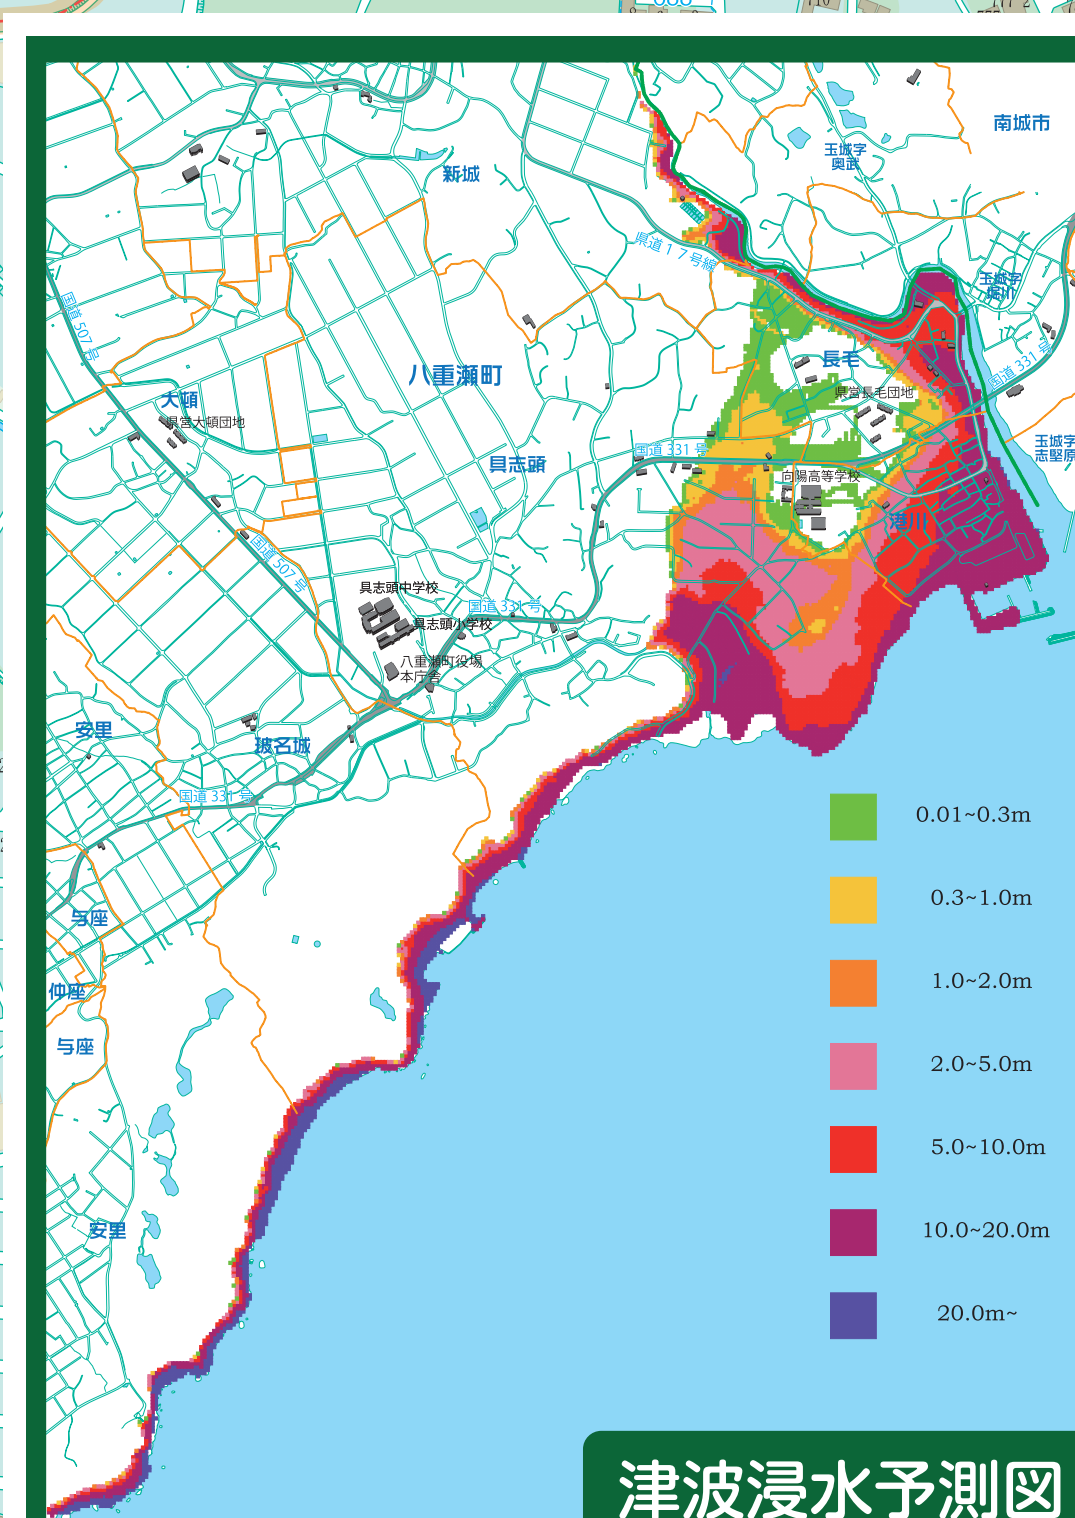 南城市
玉城字
奥武
新城
県道17号線
玉城字
堀川
国道507号
長毛
国道331号
八重瀬町
県営長毛団地
大頓
県営大頓団地
国道331号
玉城字
志堅原
具志頭
向陽高等学校
港川
国道507号
具志頭中学校
国道331号
具志頭小学校
八重瀬町役場
本庁舎
安里
玻名城
国道331号
0.01~0.3m
0.3~1.0m
与座
仲座
1.0~2.0m
与座
2.0~5.0m
5.0~10.0m
安里
10.0~20.0m
20.0m~
津波浸水予測図